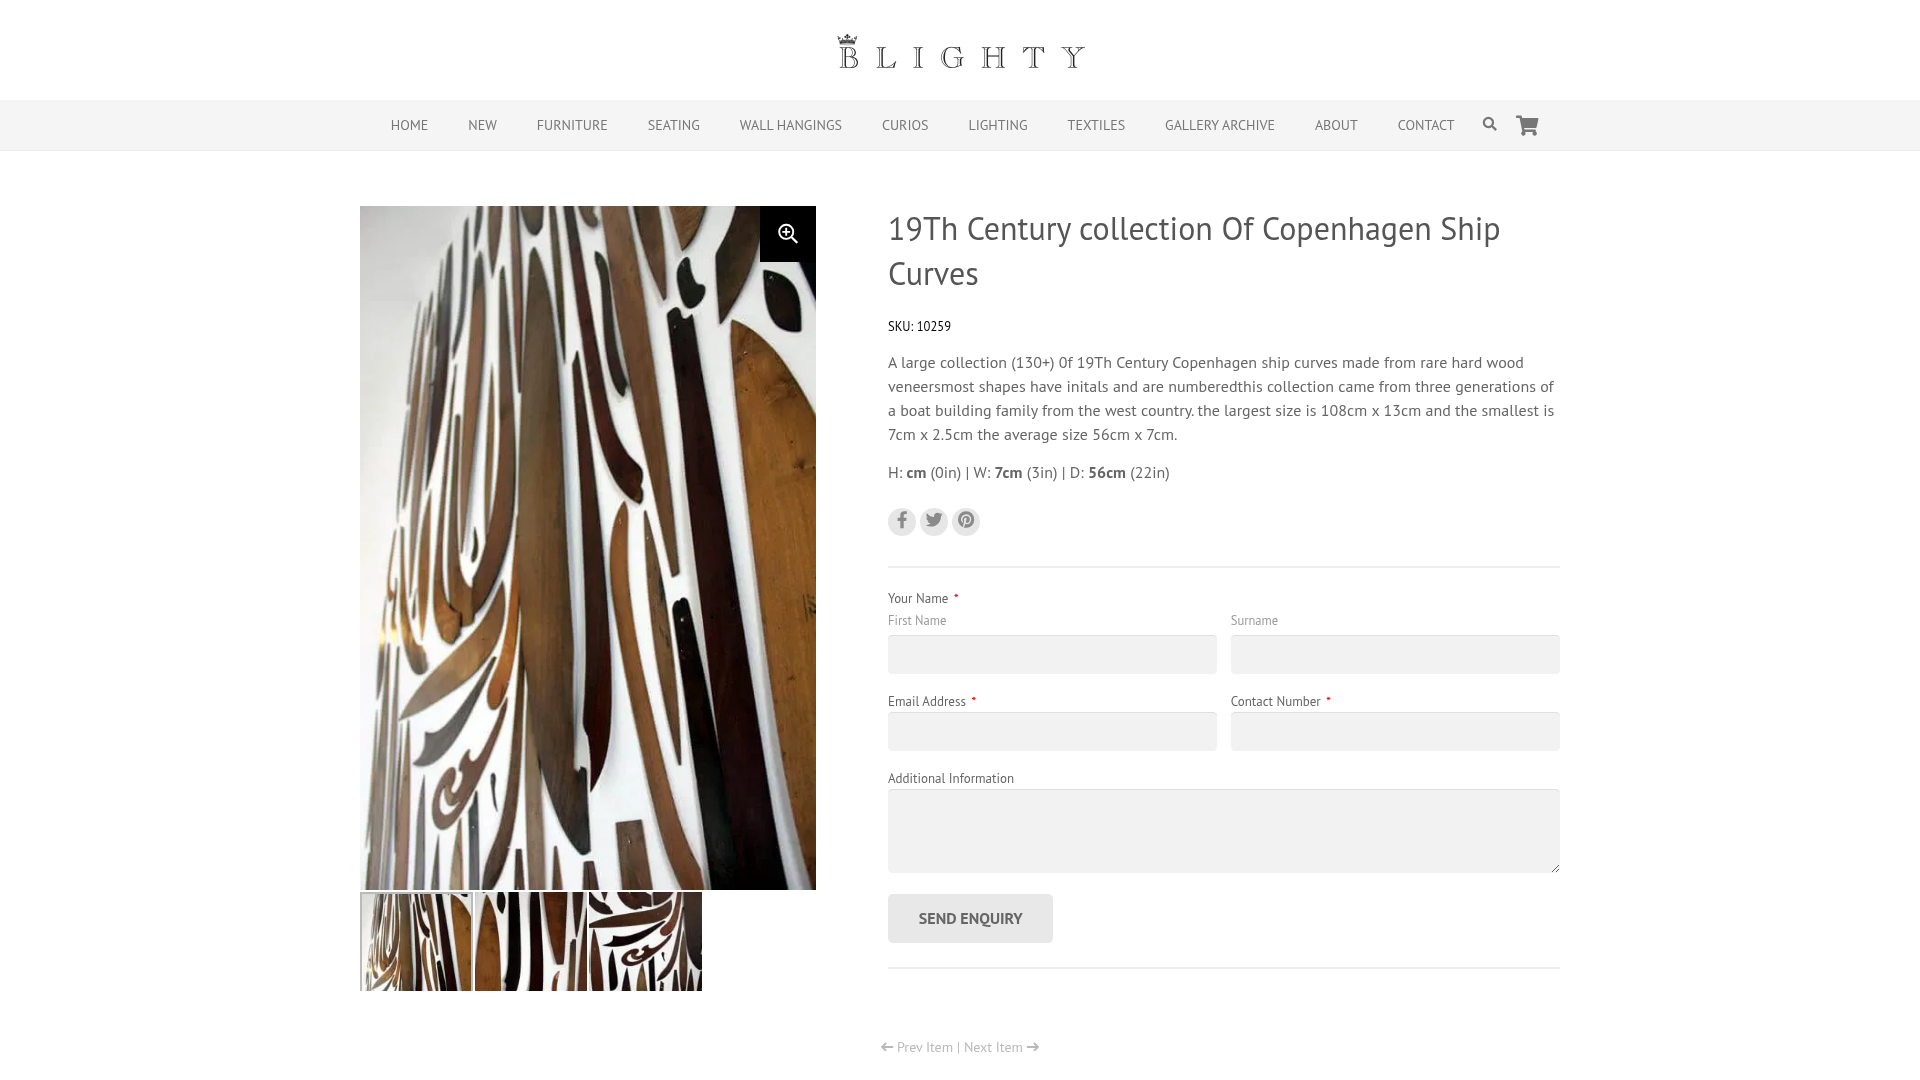 BLIGHTY
HOME NEW FURNITURE SEATING WALL HANGINGS CURIOS LIGHTING TEXTILES GALLERY ARCHIVE ABOUT CONTACT
19Th Century collection Of Copenhagen Ship
Curves
SKU: 10259
A large collection (130+) 0f 19Th Century Copenhagen ship curves made from rare hard wood
veneersmost shapes have initals and are numberedthis collection came from three generations of
a boat building family from the west country. the largest size is 108cm x 13cm and the smallest is
7cm x 2.5cm the average size 56cm x 7cm.
H: cm (0in) | W: 7cm (3in) | D: 56cm (22in)
Your Name *
First Name Surname
Email Address * Contact Number *
Additional Information
SEND ENQUIRY
Prev Item | Next Item